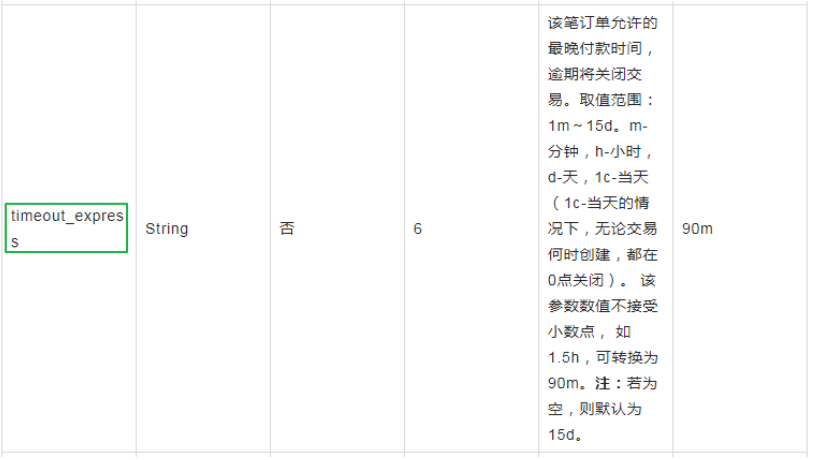 timeout_expres
s
String
否
6
该笔订单允许的
最晚付款时间，
逾期将关闭交
易。取值范围：
1m～15d。m-
分钟，h-小时，
d-天，1c-当天
（1c-当天的情
况下，无论交易
何时创建，都在
0点关闭）。 该
参数数值不接受
小数点， 如
1.5h，可转换为
90m。注：若为
空，则默认为
15d。
90m